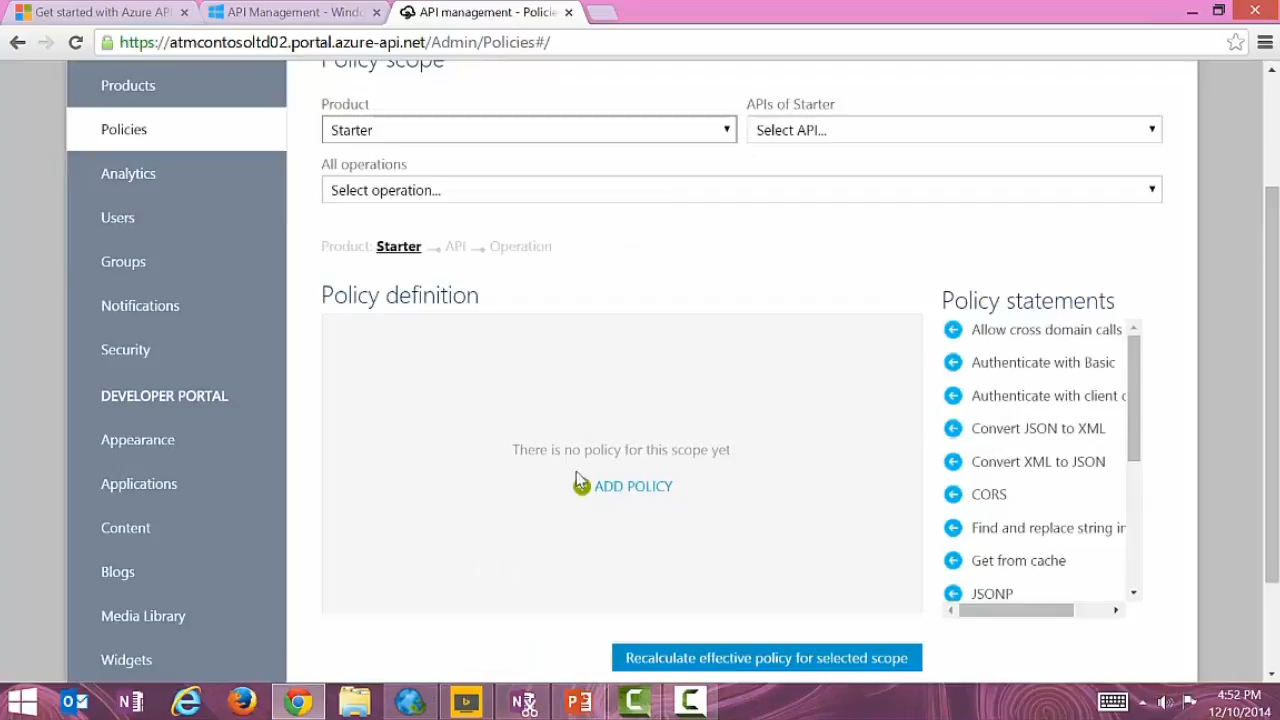 Get started with Azure API
API Management - Windo
API management - Policie
https://atmcontosoltd02.portal.azure-api.net/Admin/Policies#/
Policy scope
Products
Policies
Analytics
Users
Groups
Notifications
Security
DEVELOPER PORTAL
Appearance
Applications
Content
Blogs
Media Library
Widgets
Product
APIs of Starter
Starter
Select API...
All operations
Select operation...
Product: Starter → API → Operation
Policy definition
There is no policy for this scope yet
ADD POLICY
Policy statements
Allow cross domain calls
Authenticate with Basic
Authenticate with client c
Convert JSON to XML
Convert XML to JSON
CORS
Find and replace string in
Get from cache
JSONP
Recalculate effective policy for selected scope
4:52 PM
12/10/2014